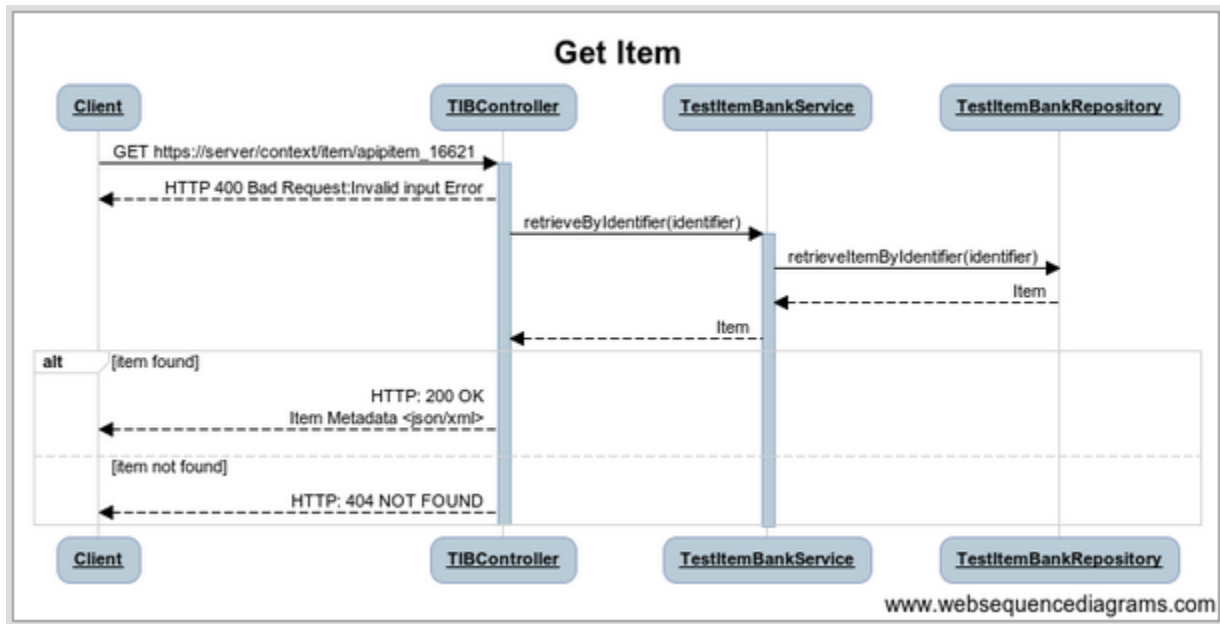 Get Item
Client
TIBController
TestItemBankService
TestItemBankRepository
GET https://server/context/item/apipitem_16621
HTTP 400 Bad Request:Invalid input Error
retrieveByIdentifier(identifier)
retrieveItemByIdentifier(identifier)
Item
Item
alt
[item found]
HTTP: 200 OK
Item Metadata <json/xml>
[item not found]
HTTP: 404 NOT FOUND
Client
TIBController
TestItemBankService
TestItemBankRepository
www.websequencediagrams.com